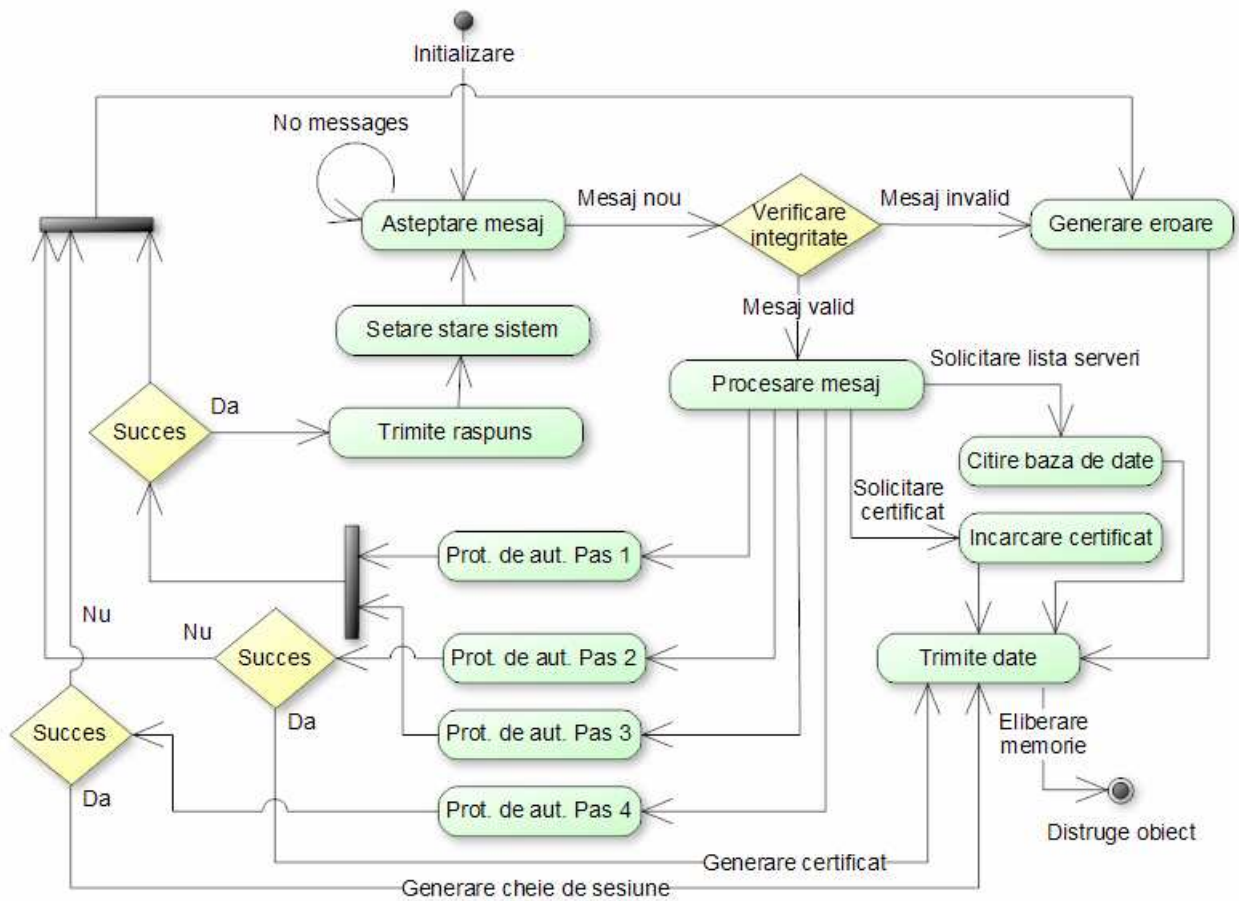 Initializare
No messages
Asteptare mesaj
Mesaj nou
Verificare
integritate
Mesaj invalid
Generare eroare
Mesaj valid
Setare stare sistem
Procesare mesaj
Solicitare lista serveri
Succes
Da
Trimite raspuns
Citire baza de date
Solicitare
certificat
Incarcare certificat
Prot. de aut. Pas 1
Nu
Nu
Succes
Prot. de aut. Pas 2
Trimite date
Da
Succes
Prot. de aut. Pas 3
Eliberare
memorie
Da
Prot. de aut. Pas 4
Distruge obiect
Generare certificat
Generare cheie de sesiune